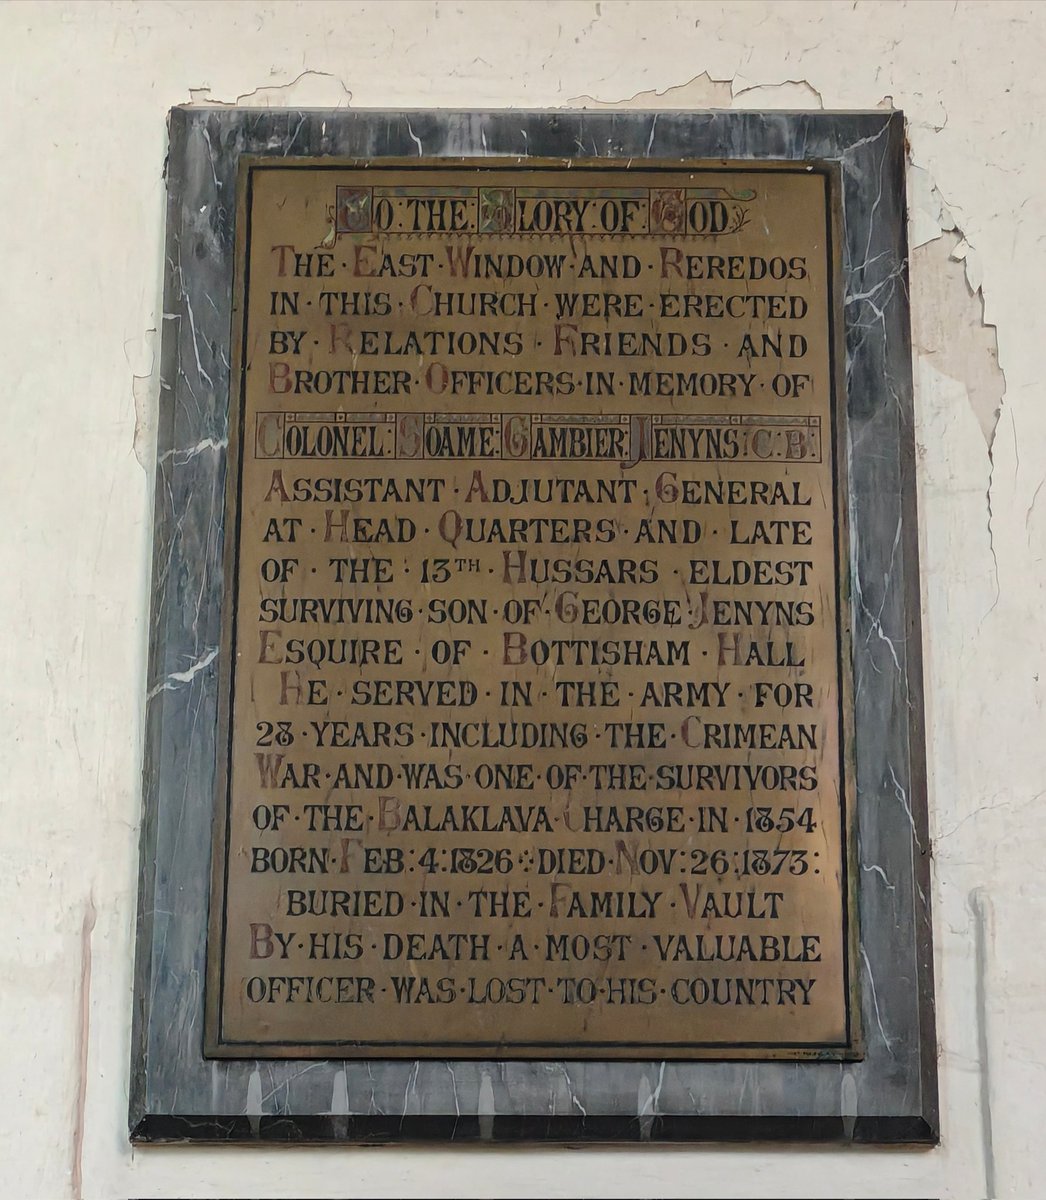 TO : THE : GLORY : OF : GOD
THE · EAST · WINDOW · AND · REREDOS
IN · THIS · CHURCH · WERE · ERECTED
BY · RELATIONS · FRIENDS · AND
BROTHER · OFFICERS · IN · MEMORY · OF
COLONEL : SOAME : GAMBIER : JENYNS : C : B :
ASSISTANT · ADJUTANT · GENERAL
AT · HEAD · QUARTERS · AND · LATE
OF · THE · 13TH · HUSSARS · ELDEST
SURVIVING · SON · OF · GEORGE · JENYNS
ESQUIRE · OF · BOTTISHAM · HALL
HE · SERVED · IN · THE · ARMY · FOR
28 · YEARS · INCLUDING · THE · CRIMEAN
WAR · AND · WAS · ONE · OF · THE · SURVIVORS
OF · THE · BALAKLAVA · CHARGE · IN · 1854
BORN · FEB : 4 : 1826 ·:· DIED · NOV : 26 : 1873 :
BURIED · IN · THE · FAMILY · VAULT
BY · HIS · DEATH · A · MOST · VALUABLE
OFFICER · WAS · LOST · TO · HIS · COUNTRY